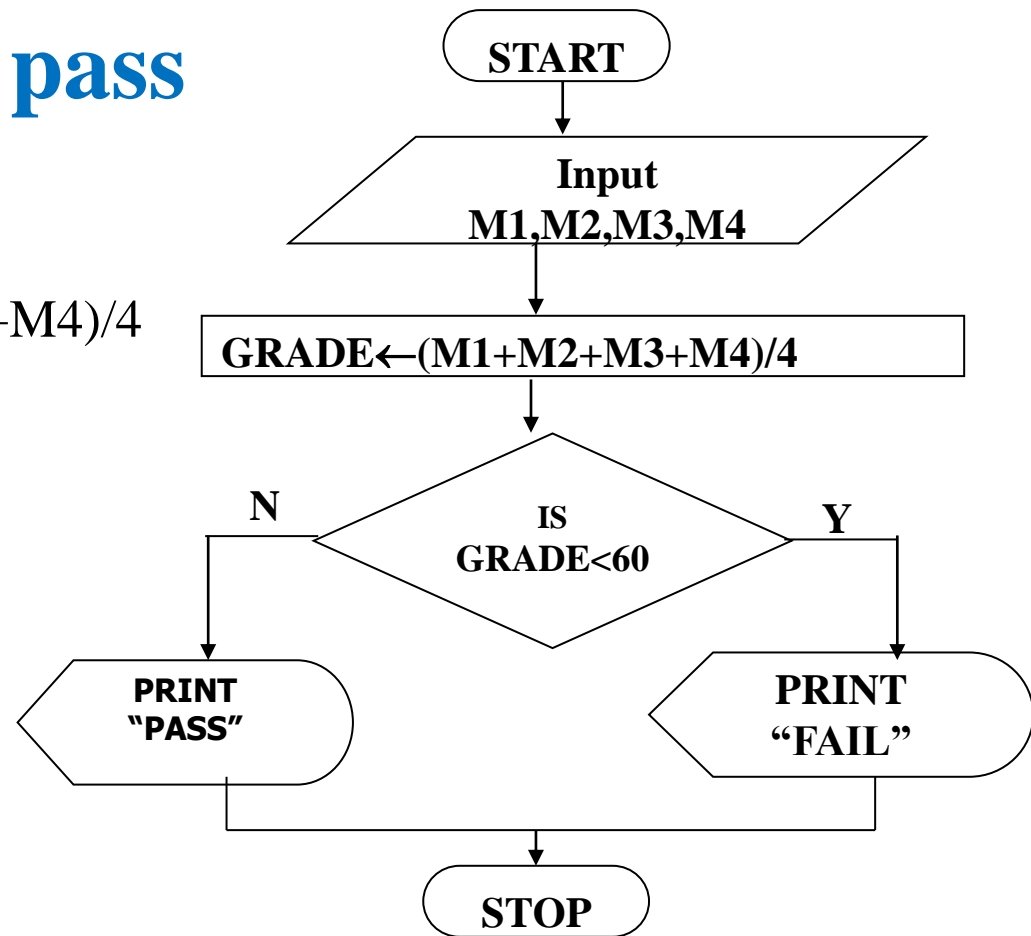 pass
START
Input
M1,M2,M3,M4
M4)/4
GRADE←(M1+M2+M3+M4)/4
N
IS
GRADE<60
Y
PRINT
“PASS”
PRINT
“FAIL”
STOP